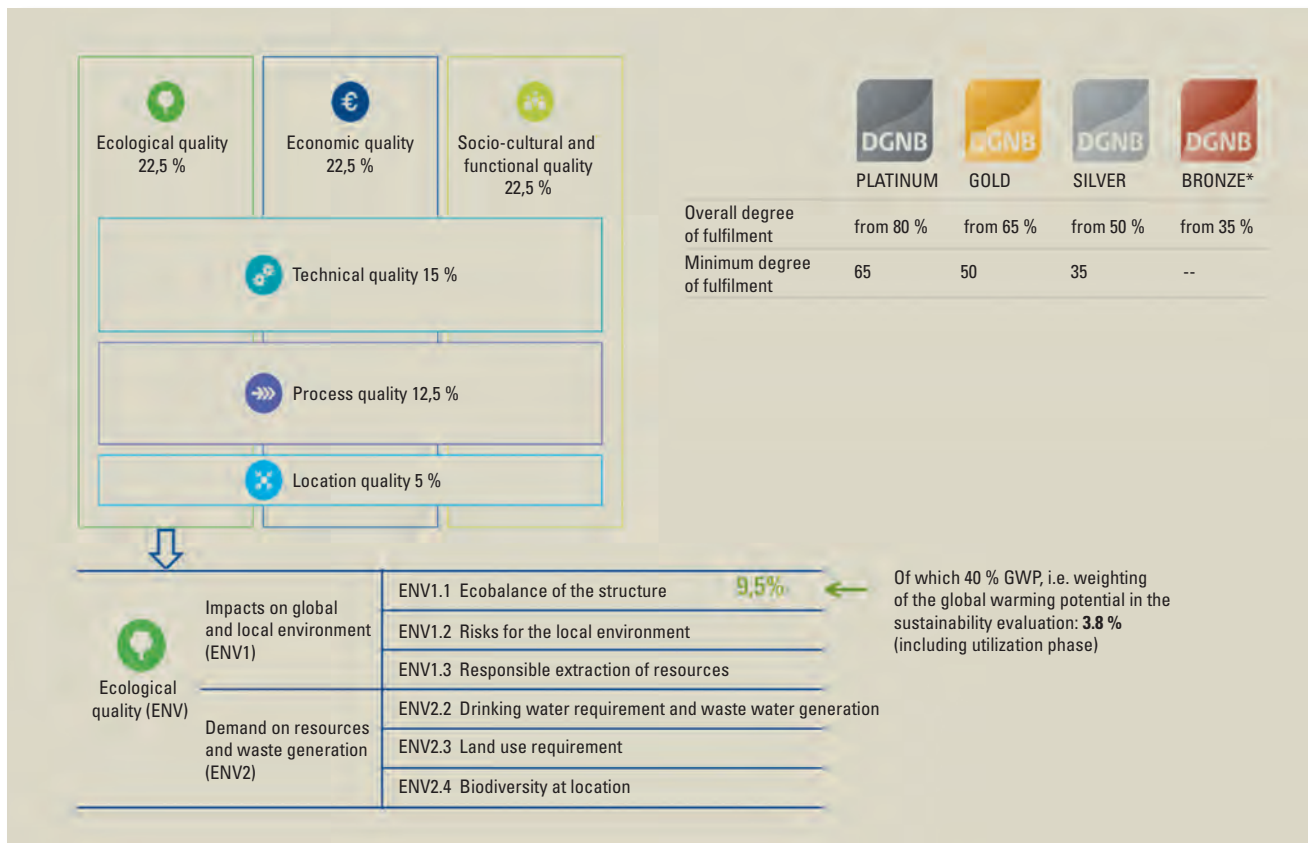 €
Ecological quality
22,5 %
Economic quality
22,5 %
Socio-cultural and
functional quality
22,5 %
Technical quality 15 %
Process quality 12,5 %
Location quality 5 %
DGNB
DGNB
DGNB
DGNB
PLATINUM
GOLD
SILVER
BRONZE*
Overall degree
of fulfilment
from 80 %
from 65 %
from 50 %
from 35 %
Minimum degree
of fulfilment
65
50
35
--
Ecological
quality (ENV)
Impacts on global
and local environment
(ENV1)
ENV1.1 Ecobalance of the structure
9,5%
ENV1.2 Risks for the local environment
ENV1.3 Responsible extraction of resources
Demand on resources
and waste generation
(ENV2)
ENV2.2 Drinking water requirement and waste water generation
ENV2.3 Land use requirement
ENV2.4 Biodiversity at location
Of which 40 % GWP, i.e. weighting
of the global warming potential in the
sustainability evaluation: 3.8 %
(including utilization phase)